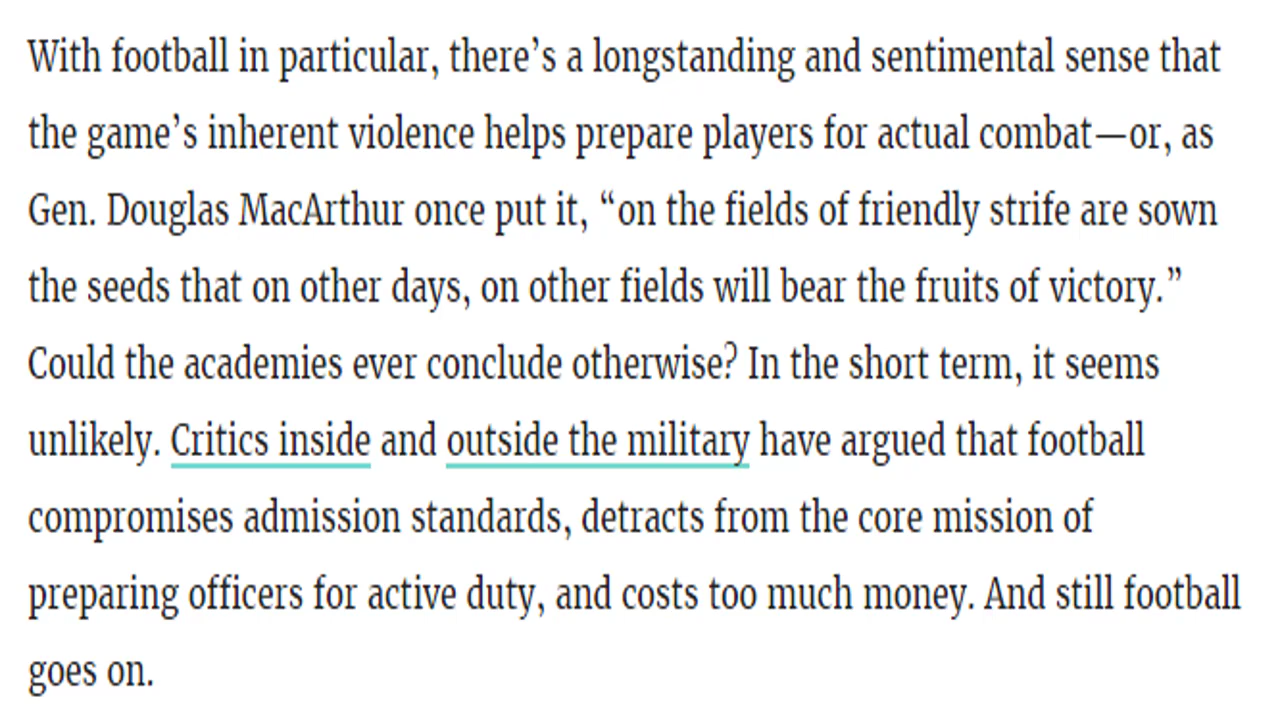 With football in particular, there’s a longstanding and sentimental sense that
the game’s inherent violence helps prepare players for actual combat—or, as
Gen. Douglas MacArthur once put it, “on the fields of friendly strife are sown
the seeds that on other days, on other fields will bear the fruits of victory.”
Could the academies ever conclude otherwise? In the short term, it seems
unlikely. Critics inside and outside the military have argued that football
compromises admission standards, detracts from the core mission of
preparing officers for active duty, and costs too much money. And still football
goes on.